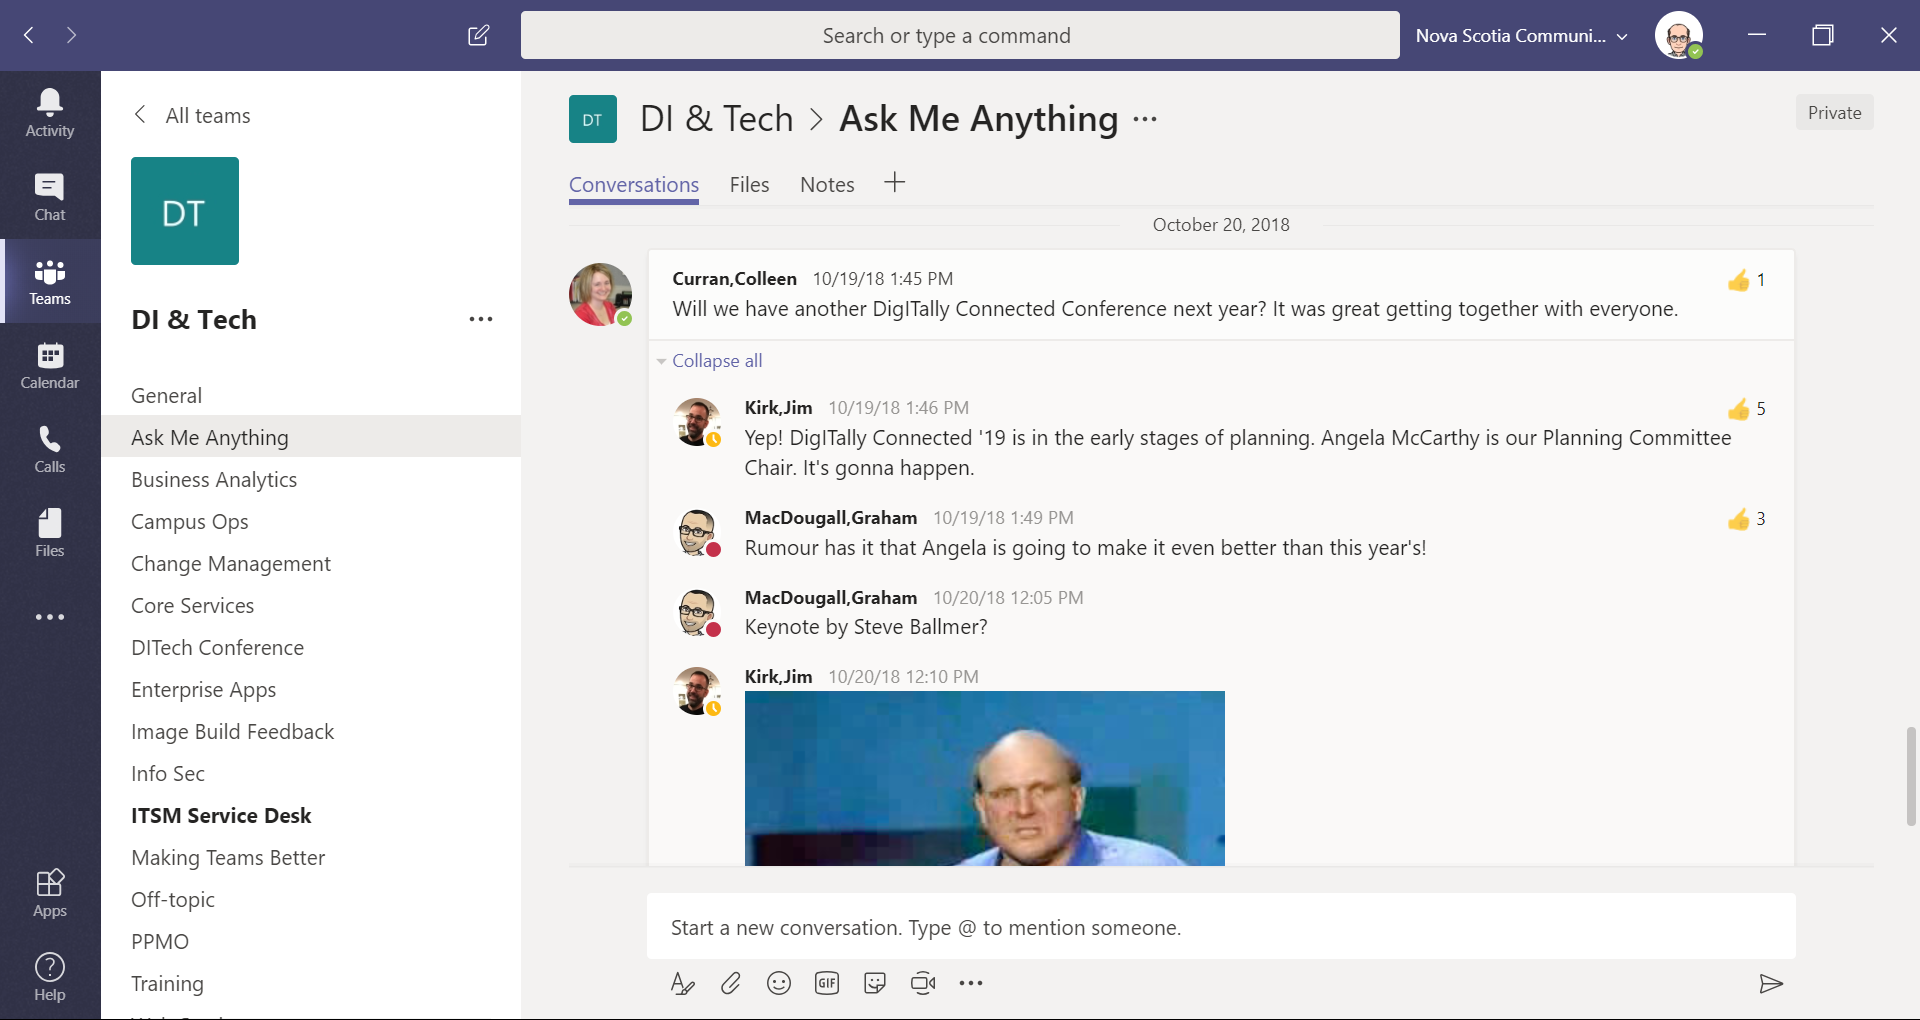 Search or type a command
Nova Scotia Communi...
Activity
Chat
Teams
Calendar
Calls
Files
Apps
Help
All teams
DT
DI & Tech
General
Ask Me Anything
Business Analytics
Campus Ops
Change Management
Core Services
DITech Conference
Enterprise Apps
Image Build Feedback
Info Sec
ITSM Service Desk
Making Teams Better
Off-topic
PPMO
Training
DT DI & Tech > Ask Me Anything
Private
Conversations Files Notes
October 20, 2018
Curran,Colleen 10/19/18 1:45 PM 1
Will we have another DigITally Connected Conference next year? It was great getting together with everyone.
Collapse all
Kirk,Jim 10/19/18 1:46 PM 5
Yep! DigITally Connected '19 is in the early stages of planning. Angela McCarthy is our Planning Committee
Chair. It's gonna happen.
MacDougall,Graham 10/19/18 1:49 PM 3
Rumour has it that Angela is going to make it even better than this year's!
MacDougall,Graham 10/20/18 12:05 PM
Keynote by Steve Ballmer?
Kirk,Jim 10/20/18 12:10 PM
Start a new conversation. Type @ to mention someone.
GIF